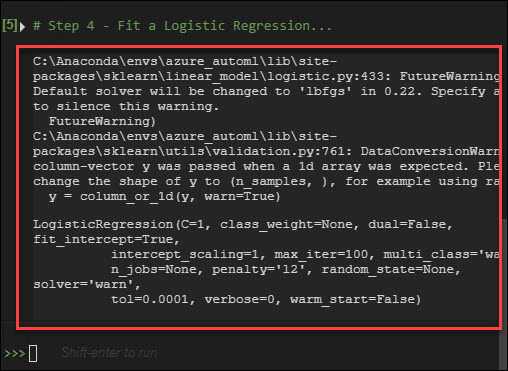 [5] # Step 4 - Fit a Logistic Regression...
C:\Anaconda\envs\azure_automl\lib\site-
packages\sklearn\linear_model\logistic.py:433: FutureWarning
Default solver will be changed to 'lbfgs' in 0.22. Specify a
to silence this warning.
FutureWarning)
C:\Anaconda\envs\azure_automl\lib\site-
packages\sklearn\utils\validation.py:761: DataConversionWarn
column-vector y was passed when a 1d array was expected. Ple
change the shape of y to (n_samples, ), for example using ra
y = column_or_1d(y, warn=True)
LogisticRegression(C=1, class_weight=None, dual=False,
fit_intercept=True,
intercept_scaling=1, max_iter=100, multi_class='wa
n_jobs=None, penalty='l2', random_state=None,
solver='warn',
tol=0.0001, verbose=0, warm_start=False)
>>> Shift-enter to run